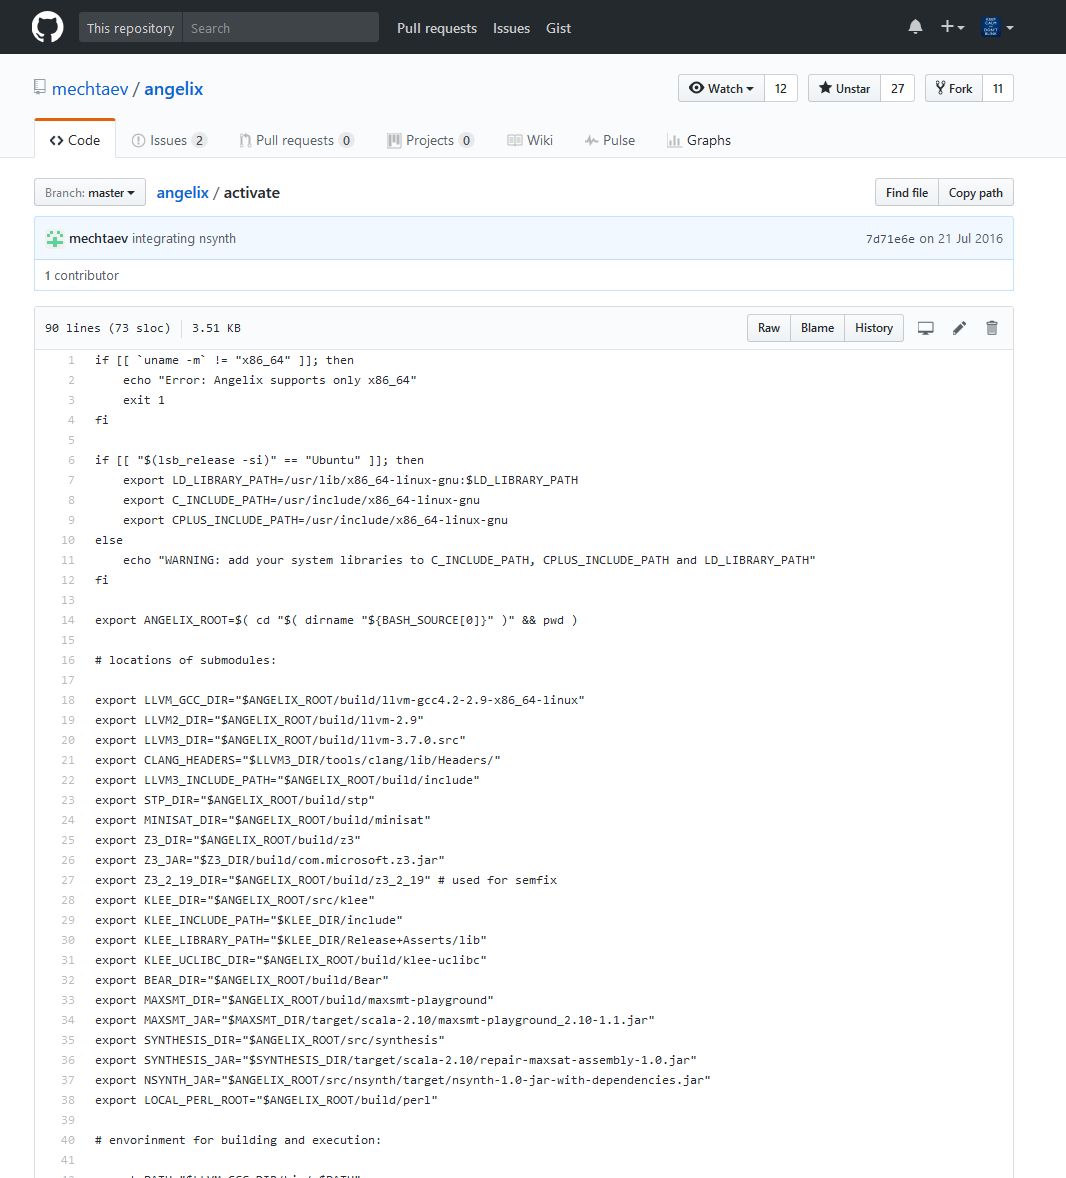 This repository Search Pull requests Issues Gist
mechtaev / angelix Watch 12 Unstar 27 Fork 11
Code Issues 2 Pull requests 0 Projects 0 Wiki Pulse Graphs
Branch: master angelix / activate Find file Copy path
mechtaev integrating nsynth 7d71e6e on 21 Jul 2016
1 contributor
90 lines (73 sloc) 3.51 KB Raw Blame History
1 if [[ `uname -m` != "x86_64" ]]; then
2 echo "Error: Angelix supports only x86_64"
3 exit 1
4 fi
5
6 if [[ "$(lsb_release -si)" == "Ubuntu" ]]; then
7 export LD_LIBRARY_PATH=/usr/lib/x86_64-linux-gnu:$LD_LIBRARY_PATH
8 export C_INCLUDE_PATH=/usr/include/x86_64-linux-gnu
9 export CPLUS_INCLUDE_PATH=/usr/include/x86_64-linux-gnu
10 else
11 echo "WARNING: add your system libraries to C_INCLUDE_PATH, CPLUS_INCLUDE_PATH and LD_LIBRARY_PATH"
12 fi
13
14 export ANGELIX_ROOT=$( cd "$( dirname "${BASH_SOURCE[0]}" )" && pwd )
15
16 # locations of submodules:
17
18 export LLVM_GCC_DIR="$ANGELIX_ROOT/build/llvm-gcc4.2-2.9-x86_64-linux"
19 export LLVM2_DIR="$ANGELIX_ROOT/build/llvm-2.9"
20 export LLVM3_DIR="$ANGELIX_ROOT/build/llvm-3.7.0.src"
21 export CLANG_HEADERS="$LLVM3_DIR/tools/clang/lib/Headers/"
22 export LLVM3_INCLUDE_PATH="$ANGELIX_ROOT/build/include"
23 export STP_DIR="$ANGELIX_ROOT/build/stp"
24 export MINISAT_DIR="$ANGELIX_ROOT/build/minisat"
25 export Z3_DIR="$ANGELIX_ROOT/build/z3"
26 export Z3_JAR="$Z3_DIR/build/com.microsoft.z3.jar"
27 export Z3_2_19_DIR="$ANGELIX_ROOT/build/z3_2_19" # used for semfix
28 export KLEE_DIR="$ANGELIX_ROOT/src/klee"
29 export KLEE_INCLUDE_PATH="$KLEE_DIR/include"
30 export KLEE_LIBRARY_PATH="$KLEE_DIR/Release+Asserts/lib"
31 export KLEE_UCLIBC_DIR="$ANGELIX_ROOT/build/klee-uclibc"
32 export BEAR_DIR="$ANGELIX_ROOT/build/Bear"
33 export MAXSMT_DIR="$ANGELIX_ROOT/build/maxsmt-playground"
34 export MAXSMT_JAR="$MAXSMT_DIR/target/scala-2.10/maxsmt-playground_2.10-1.1.jar"
35 export SYNTHESIS_DIR="$ANGELIX_ROOT/src/synthesis"
36 export SYNTHESIS_JAR="$SYNTHESIS_DIR/target/scala-2.10/repair-maxsat-assembly-1.0.jar"
37 export NSYNTH_JAR="$ANGELIX_ROOT/src/nsynth/target/nsynth-1.0-jar-with-dependencies.jar"
38 export LOCAL_PERL_ROOT="$ANGELIX_ROOT/build/perl"
39
40 # envorinment for building and execution:
41